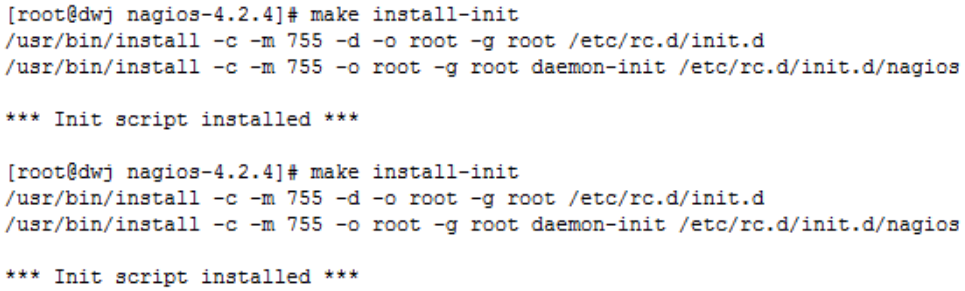 [root@dwj nagios-4.2.4]# make install-init
/usr/bin/install -c -m 755 -d -o root -g root /etc/rc.d/init.d
/usr/bin/install -c -m 755 -o root -g root daemon-init /etc/rc.d/init.d/nagios
*** Init script installed ***
[root@dwj nagios-4.2.4]# make install-init
/usr/bin/install -c -m 755 -d -o root -g root /etc/rc.d/init.d
/usr/bin/install -c -m 755 -o root -g root daemon-init /etc/rc.d/init.d/nagios
*** Init script installed ***